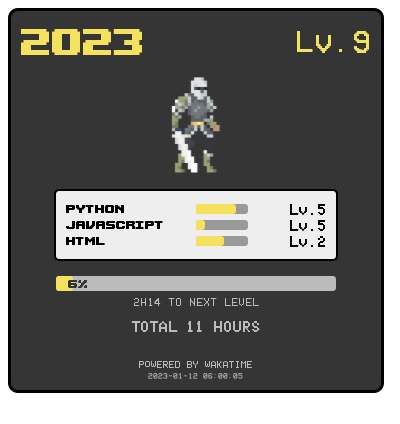 2023 Lv.9
PYTHON Lv.5
JAVASCRIPT Lv.5
HTML Lv.2
6%
2H14 TO NEXT LEVEL
TOTAL 11 HOURS
POWERED BY WAKATIME
2023-01-12 06:00:05